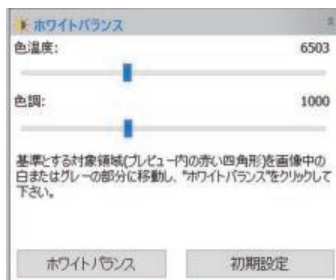 ホワイトバランス
色温度: 6503
色調: 1000
基準とする対象領域(プレビュー内の赤い四角形)を画像中の
白またはグレーの部分に移動し、"ホワイトバランス"をクリックして
下さい。
ホワイトバランス 初期設定